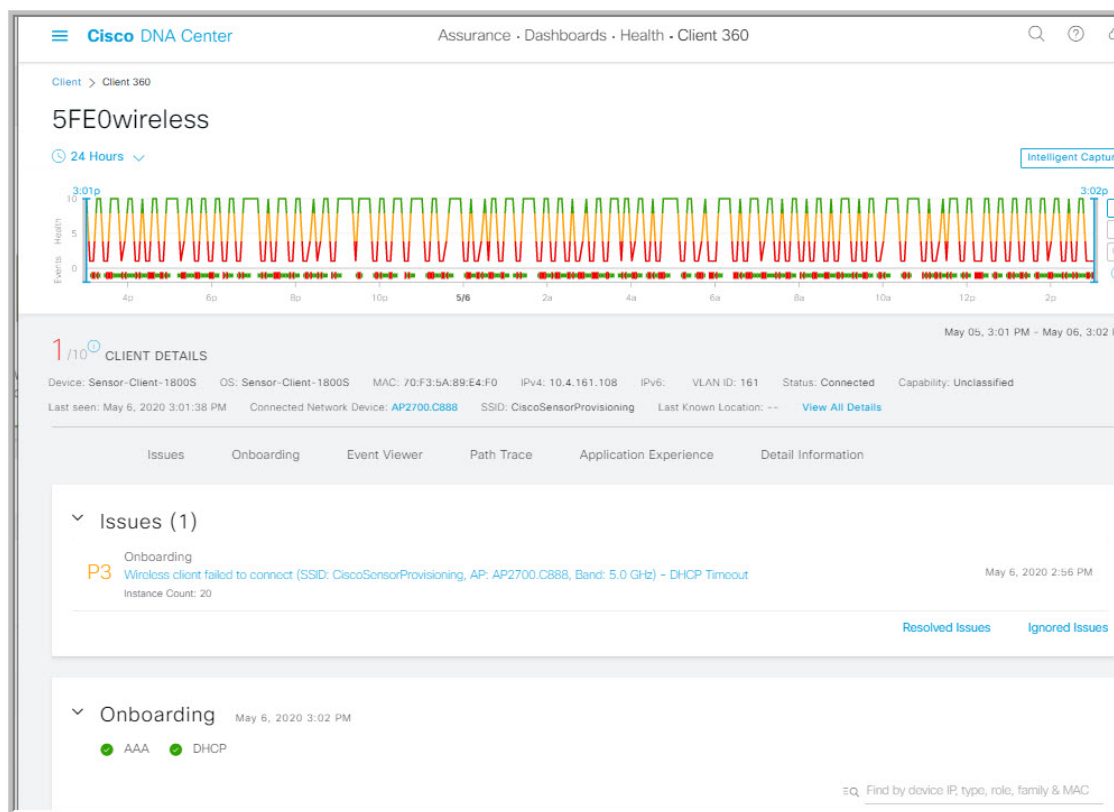 Cisco DNA Center
Assurance · Dashboards · Health · Client 360
Client > Client 360
5FE0wireless
24 Hours
Intelligent Captur
3:01p
3:02p
10
Health
5
0
Events
4p 6p 8p 10p 5/6 2a 4a 6a 8a 10a 12p 2p
May 05, 3:01 PM - May 06, 3:02
1/10 CLIENT DETAILS
Device: Sensor-Client-1800S OS: Sensor-Client-1800S MAC: 70:F3:5A:89:E4:F0 IPv4: 10.4.161.108 IPv6: VLAN ID: 161 Status: Connected Capability: Unclassified
Last seen: May 6, 2020 3:01:38 PM Connected Network Device: AP2700.C888 SSID: CiscoSensorProvisioning Last Known Location: -- View All Details
Issues Onboarding Event Viewer Path Trace Application Experience Detail Information
Issues (1)
Onboarding
P3 Wireless client failed to connect (SSID: CiscoSensorProvisioning, AP: AP2700.C888, Band: 5.0 GHz) - DHCP Timeout May 6, 2020 2:56 PM
Instance Count: 20
Resolved Issues Ignored Issues
Onboarding May 6, 2020 3:02 PM
AAA DHCP
Find by device IP, type, role, family & MAC